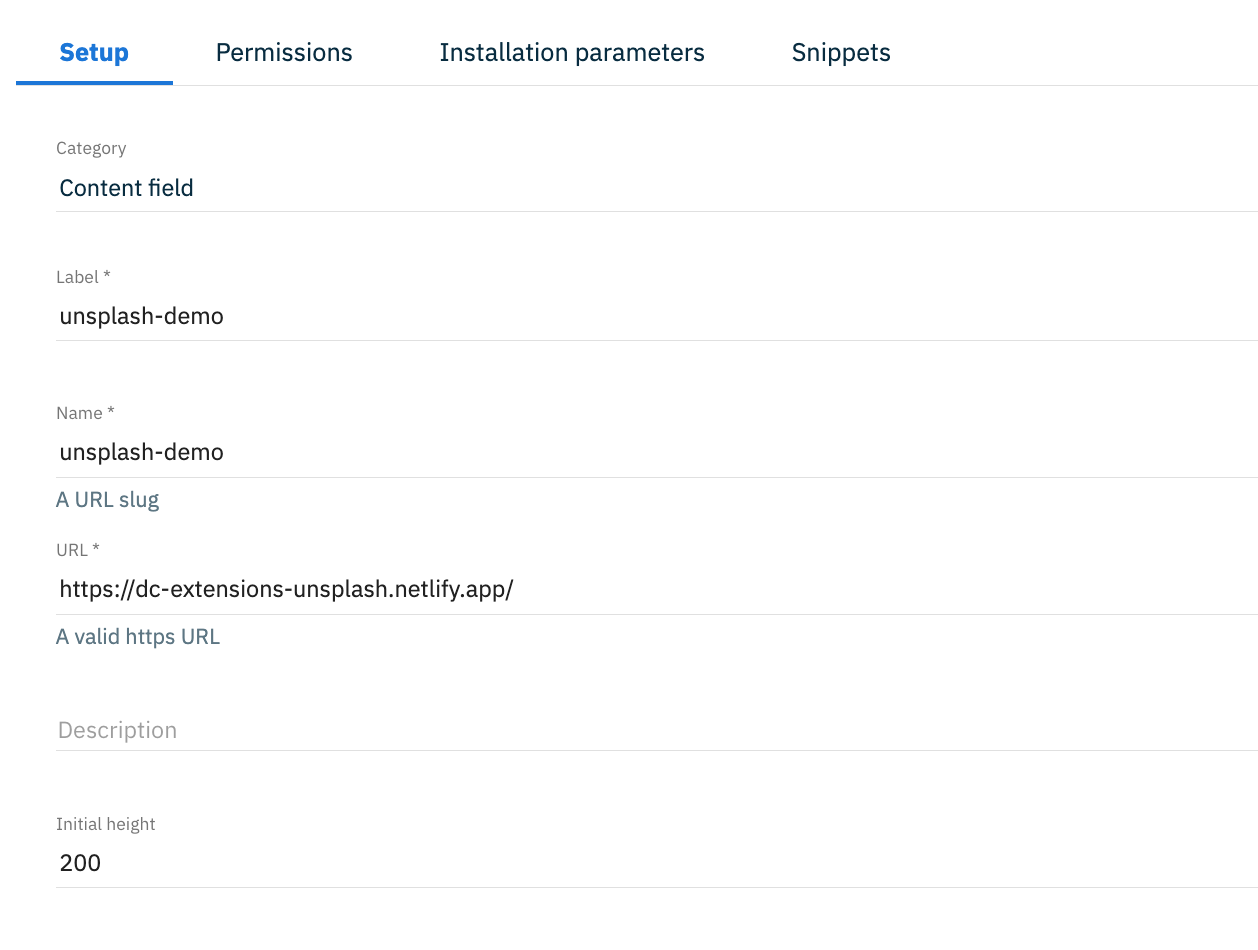 Setup Permissions Installation parameters Snippets
Category
Content field
Label *
unsplash-demo
Name *
unsplash-demo
A URL slug
URL *
https://dc-extensions-unsplash.netlify.app/
A valid https URL
Description
Initial height
200